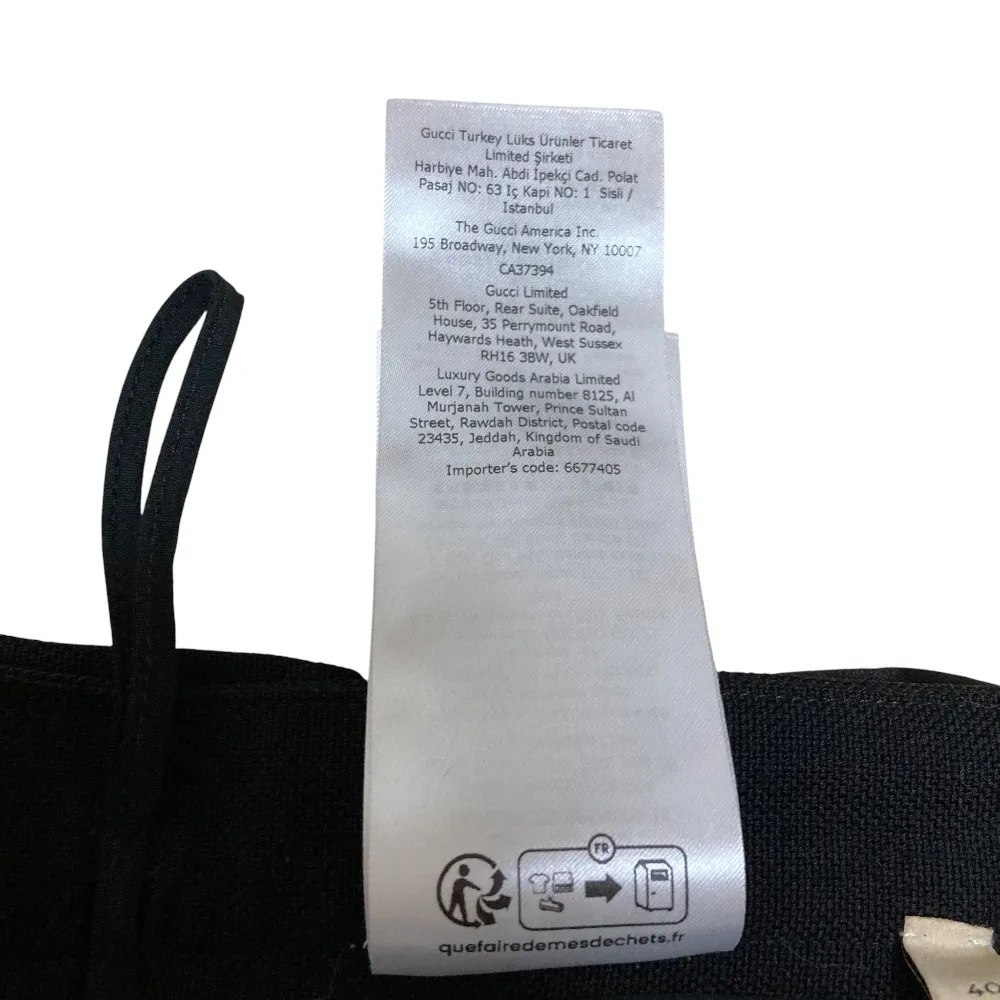 Gucci Turkey Lüks Ürünler Ticaret
Limited Şirketi
Harbiye Mah. Abdi İpekçi Cad. Polat
Pasaj NO: 63 Iç Kapi NO: 1 Sisli /
Istanbul
The Gucci America Inc.
195 Broadway, New York, NY 10007
CA37394
Gucci Limited
5th Floor, Rear Suite, Oakfield
House, 35 Perrymount Road,
Haywards Heath, West Sussex
RH16 3BW, UK
Luxury Goods Arabia Limited
Level 7, Building number 8125, Al
Murjanah Tower, Prince Sultan
Street, Rawdah District, Postal code
23435, Jeddah, Kingdom of Saudi
Arabia
Importer's code: 6677405
FR
quefairedemesdechets.fr